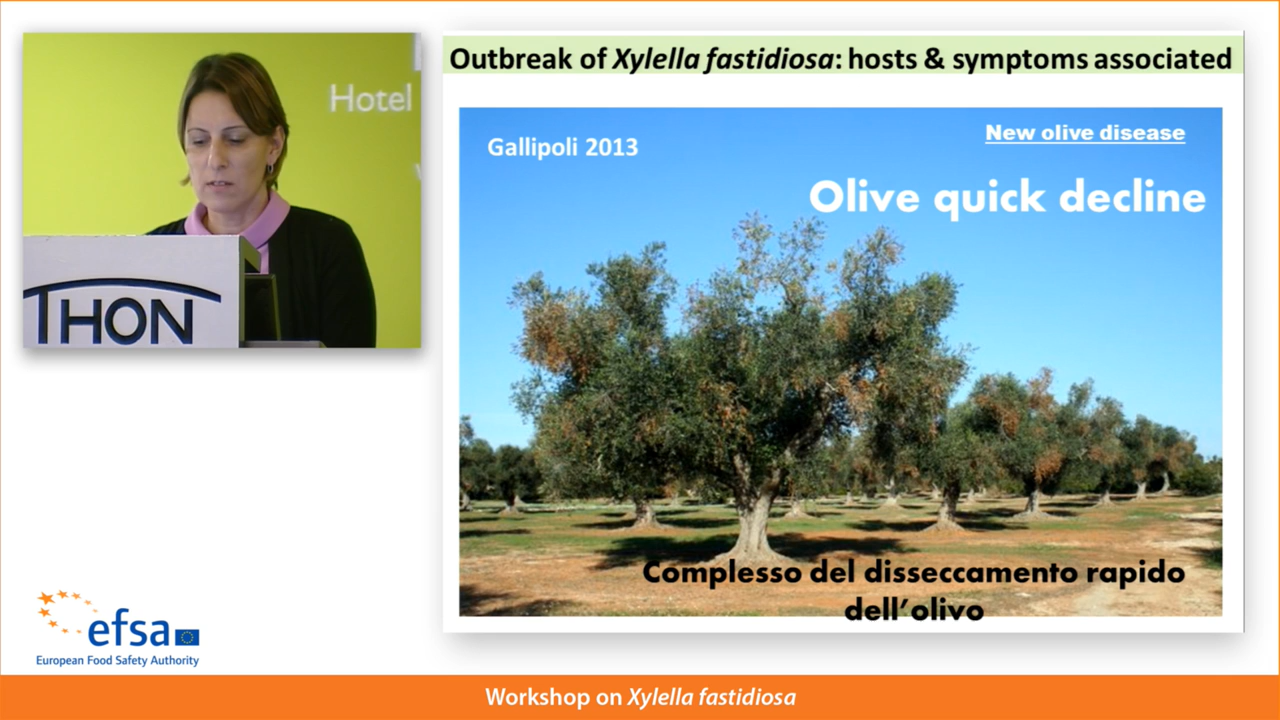 Hotel
THON
Outbreak of Xylella fastidiosa: hosts & symptoms associated
Gallipoli 2013
New olive disease
Olive quick decline
Complesso del disseccamento rapido
dell’olivo
efsa
European Food Safety Authority
Workshop on Xylella fastidiosa